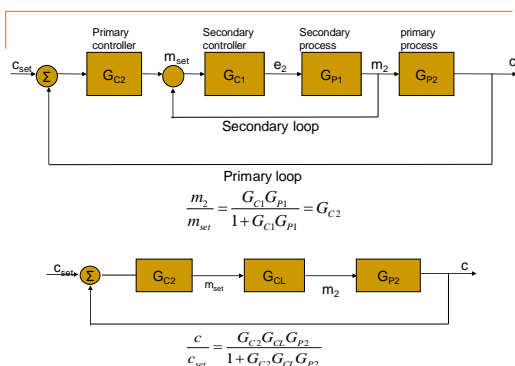 Primary controller
Secondary controller
Secondary process
primary process
c_set
Σ
G_C2
m_set
G_C1
e_2
G_P1
m_2
G_P2
c
Secondary loop
Primary loop
m_2 / m_set = G_C1 G_P1 / (1 + G_C1 G_P1) = G_C2
c_set
Σ
G_C2
m_set
G_CL
m_2
G_P2
c
c / c_set = G_C2 G_CL G_P2 / (1 + G_C2 G_CL G_P2)